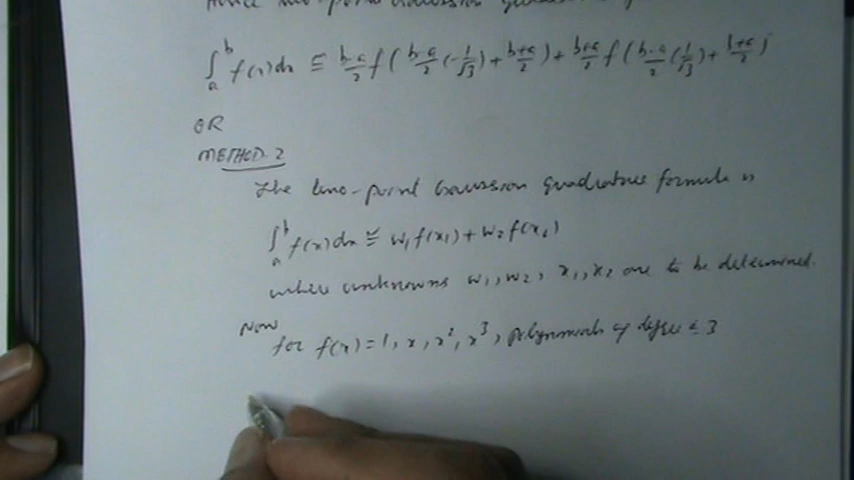 ∫_a^b f(x)dx ≅ b-a/2 f( b-a/2 (-1/√3) + b+a/2 ) + b+a/2 f( b-a/2 (1/√3) + b+a/2 )
OR
METHOD-2
The two-point Gaussian quadrature formula is
∫_a^b f(x)dx ≅ w₁f(x₁) + w₂f(x₂)
where unknowns w₁, w₂, x₁, x₂ are to be determined.
Now
for f(x) = 1, x, x², x³, polynomials of degree ≤ 3